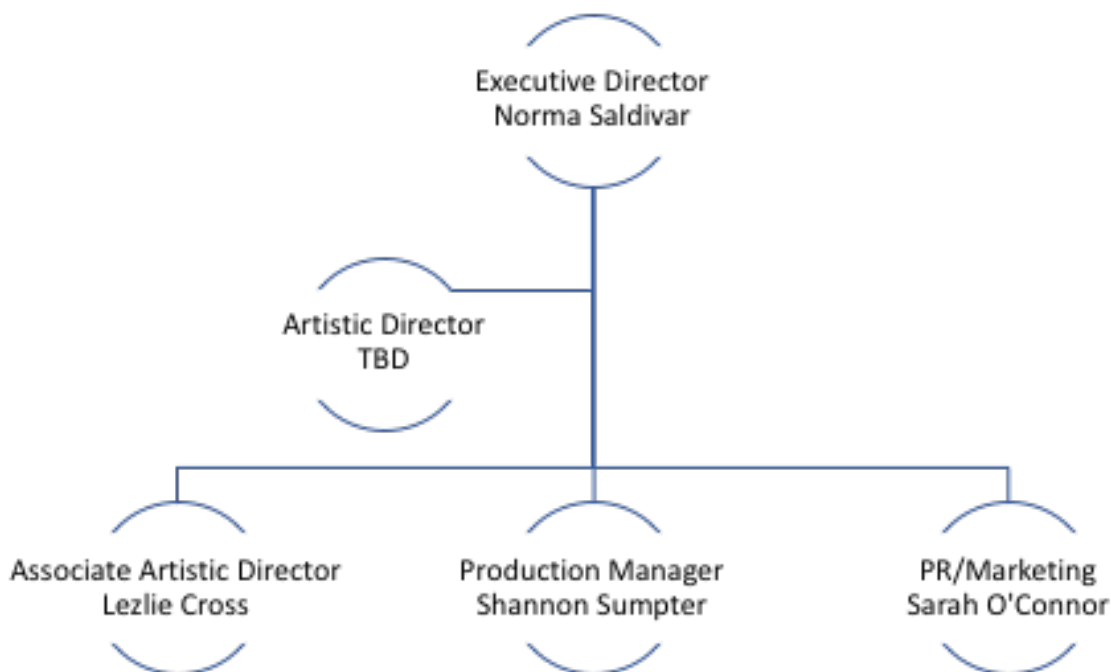 Executive Director
Norma Saldivar
Artistic Director
TBD
Associate Artistic Director
Lezlie Cross
Production Manager
Shannon Sumpter
PR/Marketing
Sarah O'Connor